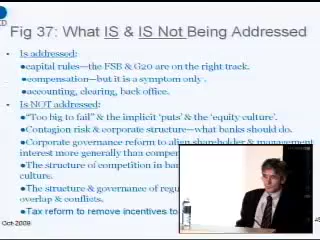 Fig 37: What IS & IS Not Being Addressed
• Is addressed:
•capital rules—the FSB & G20 are on the right track.
•compensation—but it is a symptom only .
•accounting, clearing, back office.
• Is NOT addressed:
•"Too big to fail" & the implicit 'puts' & the 'equity culture'.
•Contagion risk & corporate structure—what banks should do.
•Corporate governance reform to align shareholder & management
interest more generally than compen
•The structure of competition in ban
culture.
•The structure & governance of regu
overlap & conflicts.
•Tax reform to remove incentives to
Oct-2009